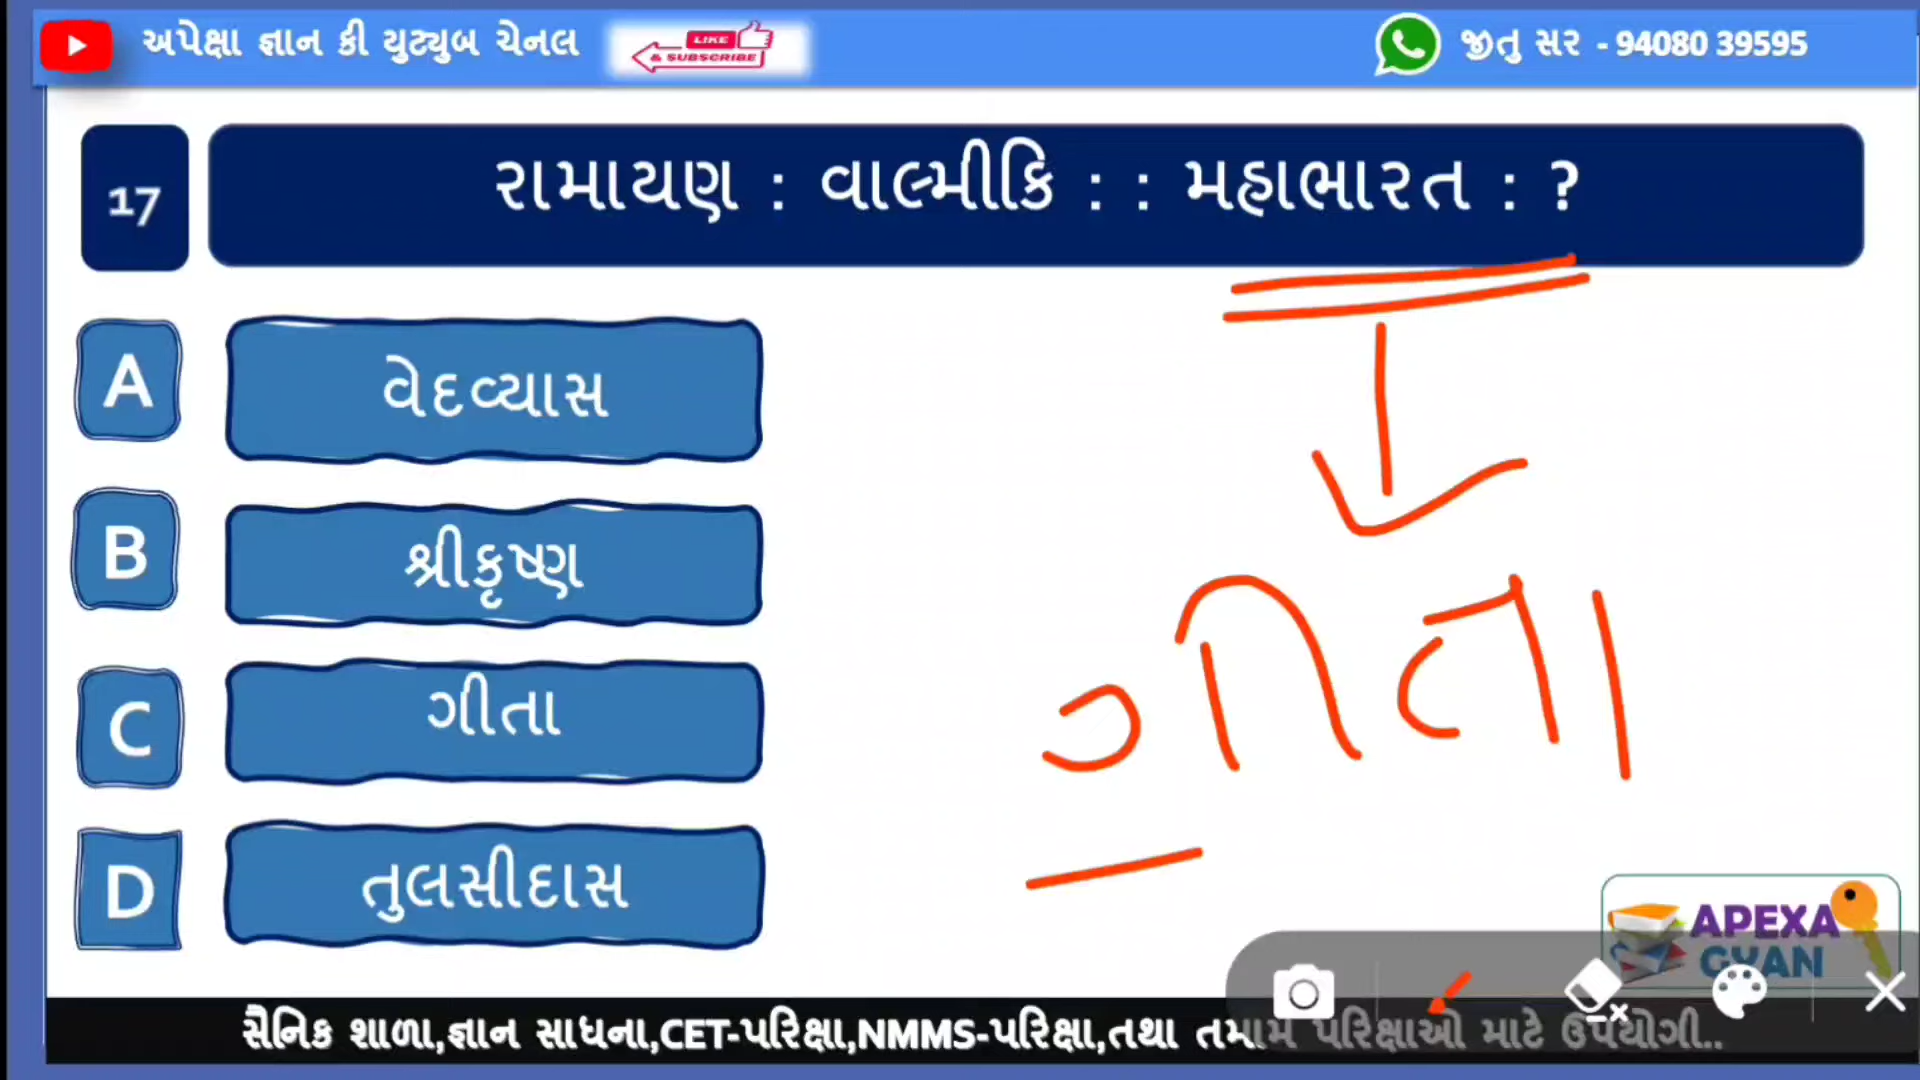 અપેક્ષા જ્ઞાન કી યુટ્યુબ ચેનલ
LIKE
& SUBSCRIBE
જીતુ સર - 94080 39595
17
રામાયણ : વાલ્મીકિ : : મહાભારત : ?
A
વેદવ્યાસ
B
શ્રીકૃષ્ણ
C
ગીતા
D
તુલસીદાસ
ગીતા
APEXA
GYAN
સૈનિક શાળા,જ્ઞાન સાધના,CET-પરિક્ષા,NMMS-પરિક્ષા,તથા તમામ પરિક્ષાઓ માટે ઉપયોગી..